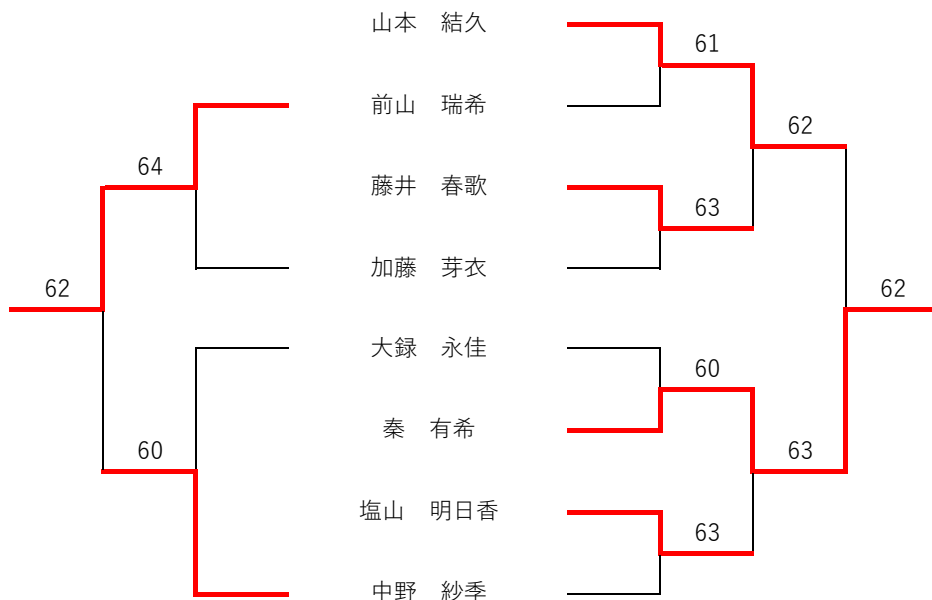 山本　結久
61
前山　瑞希
62
64
藤井　春歌
63
加藤　芽衣
62
62
大録　永佳
60
秦　有希
60
63
塩山　明日香
63
中野　紗季